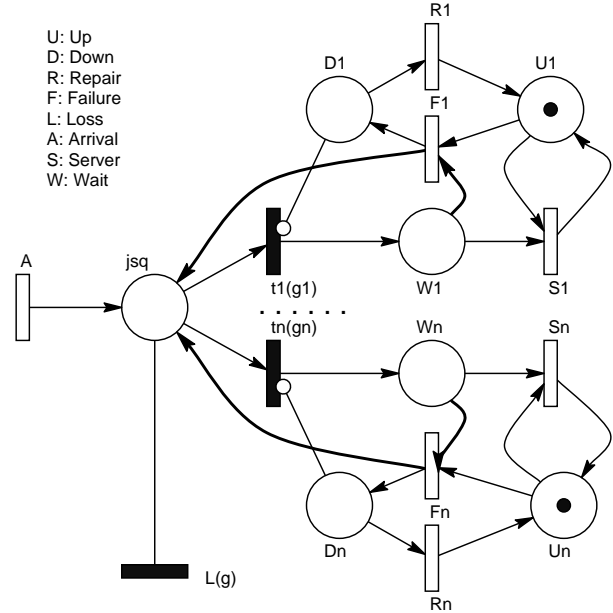 U: Up
D: Down
R: Repair
F: Failure
L: Loss
A: Arrival
S: Server
W: Wait
R1
D1
U1
F1
A
jsq
t1(g1)
W1
S1
. . . . . .
tn(gn)
Wn
Sn
Fn
Dn
Un
L(g)
Rn